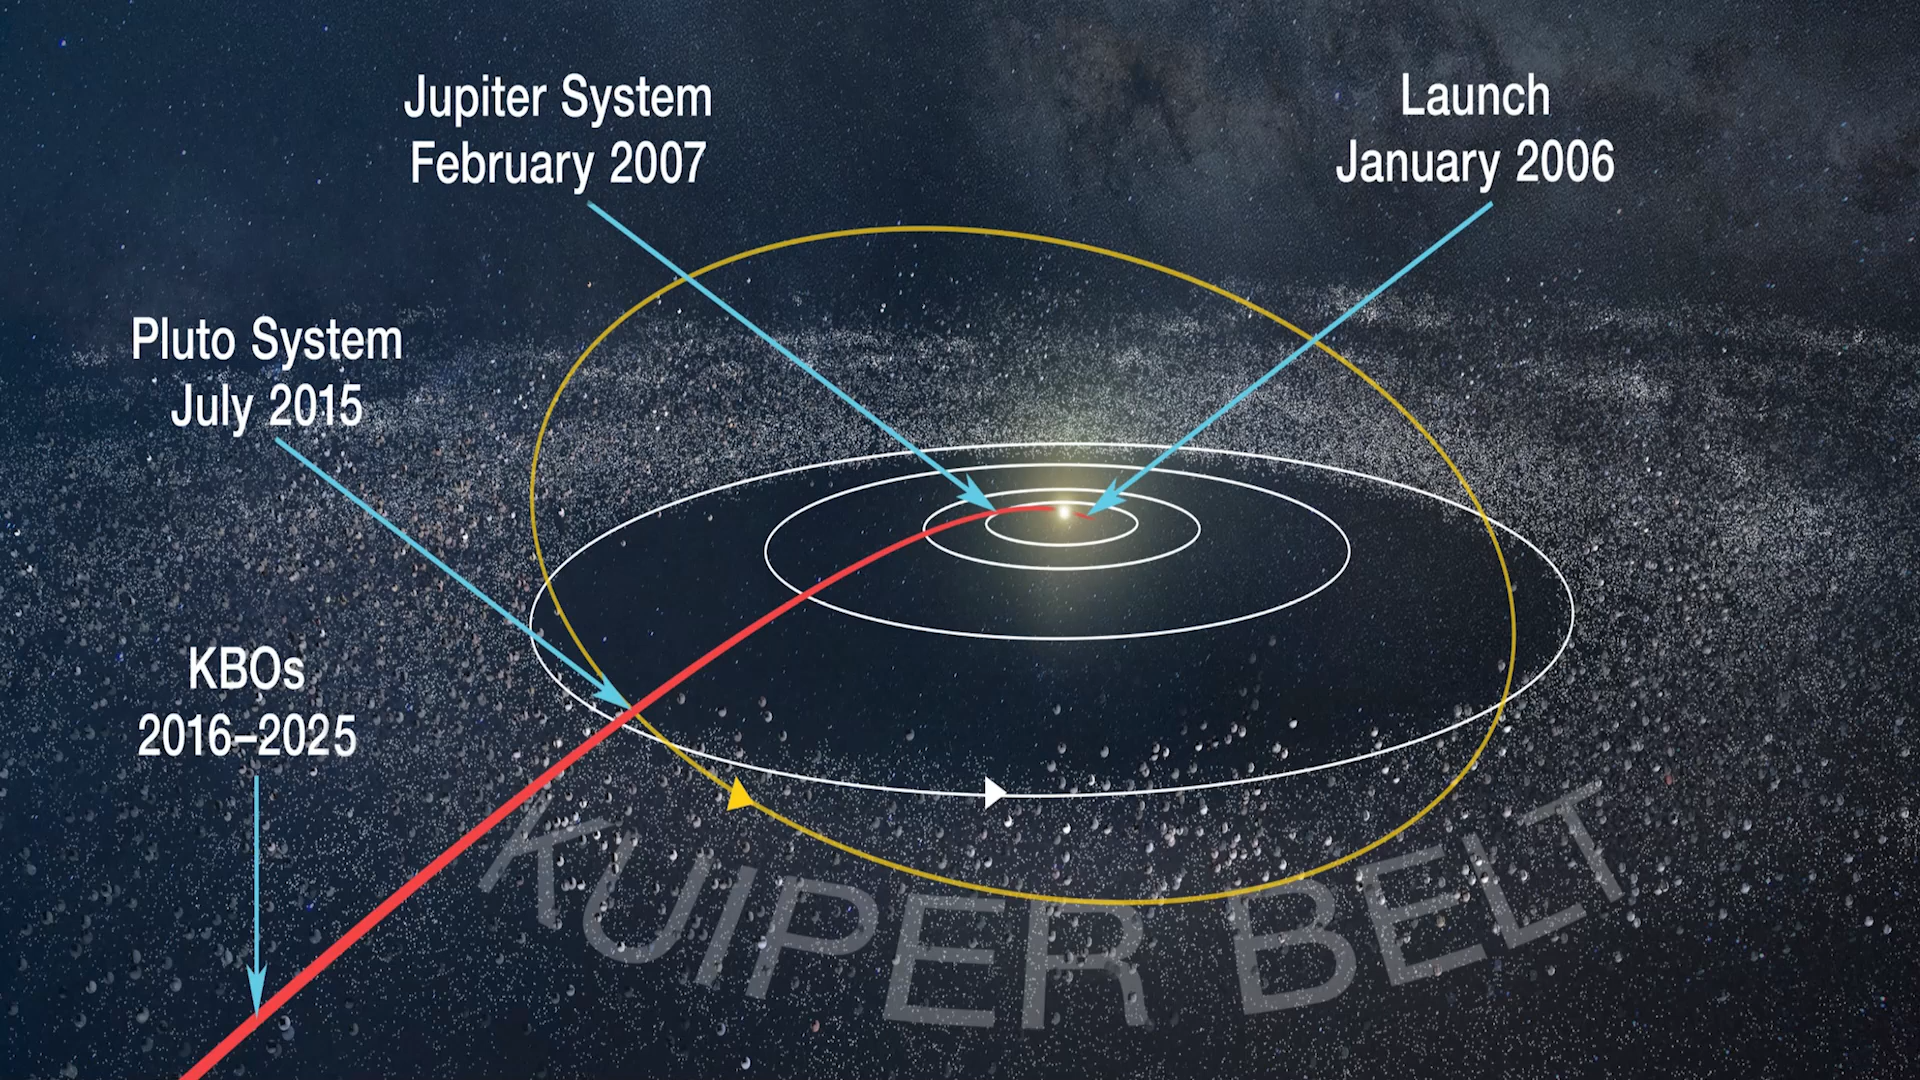 Jupiter System
February 2007
Launch
January 2006
Pluto System
July 2015
KBOs
2016–2025
KUIPER BELT